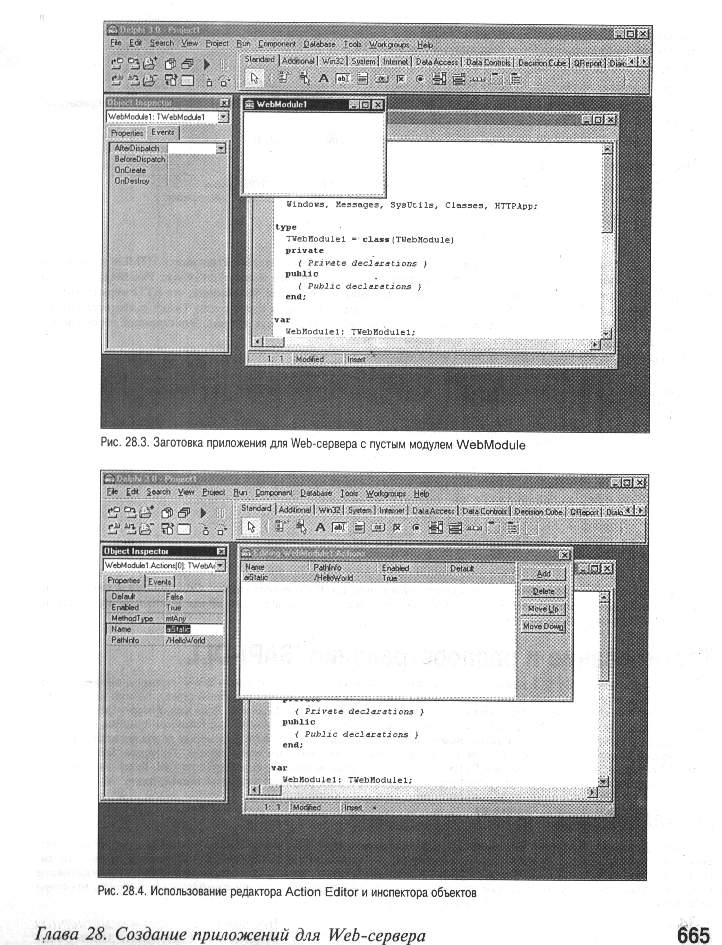 Delphi 3.0 - Project1
File Edit Search View Project Run Component Database Tools Workgroups Help
Standard Additional Win32 System Internet Data Access Data Controls Decision Cube QReport
Object Inspector
WebModule1: TWebModule1
Properties Events
AfterDispatch
BeforeDispatch
OnCreate
OnDestroy
WebModule1
Windows, Messages, SysUtils, Classes, HTTPApp;
type
TWebModule1 = class(TWebModule)
private
{ Private declarations }
public
{ Public declarations }
end;
var
WebModule1: TWebModule1;
1: 1 Modified Insert
Рис. 28.3. Заготовка приложения для Web-сервера с пустым модулем WebModule
Delphi 3.0 - Project1
File Edit Search View Project Run Component Database Tools Workgroups Help
Standard Additional Win32 System Internet Data Access Data Controls Decision Cube QReport
Object Inspector
WebModule1.Actions[0]: TWebAc
Properties Events
Default False
Enabled True
MethodType mtAny
Name aiStatic
PathInfo /HelloWorld
Editing WebModule1.Actions
Name PathInfo Enabled Default
aiStatic /HelloWorld True
Add
Delete
Move Up
Move Down
private
{ Private declarations }
public
{ Public declarations }
end;
var
WebModule1: TWebModule1;
1: 1 Modified Insert
Рис. 28.4. Использование редактора Action Editor и инспектора объектов
Глава 28. Создание приложений для Web-сервера
665